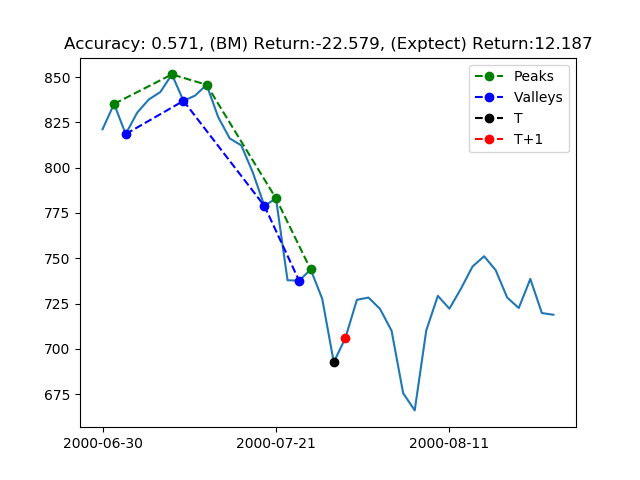 Accuracy: 0.571, (BM) Return:-22.579, (Exptect) Return:12.187
850
825
800
775
750
725
700
675
Peaks
Valleys
T
T+1
2000-06-30
2000-07-21
2000-08-11